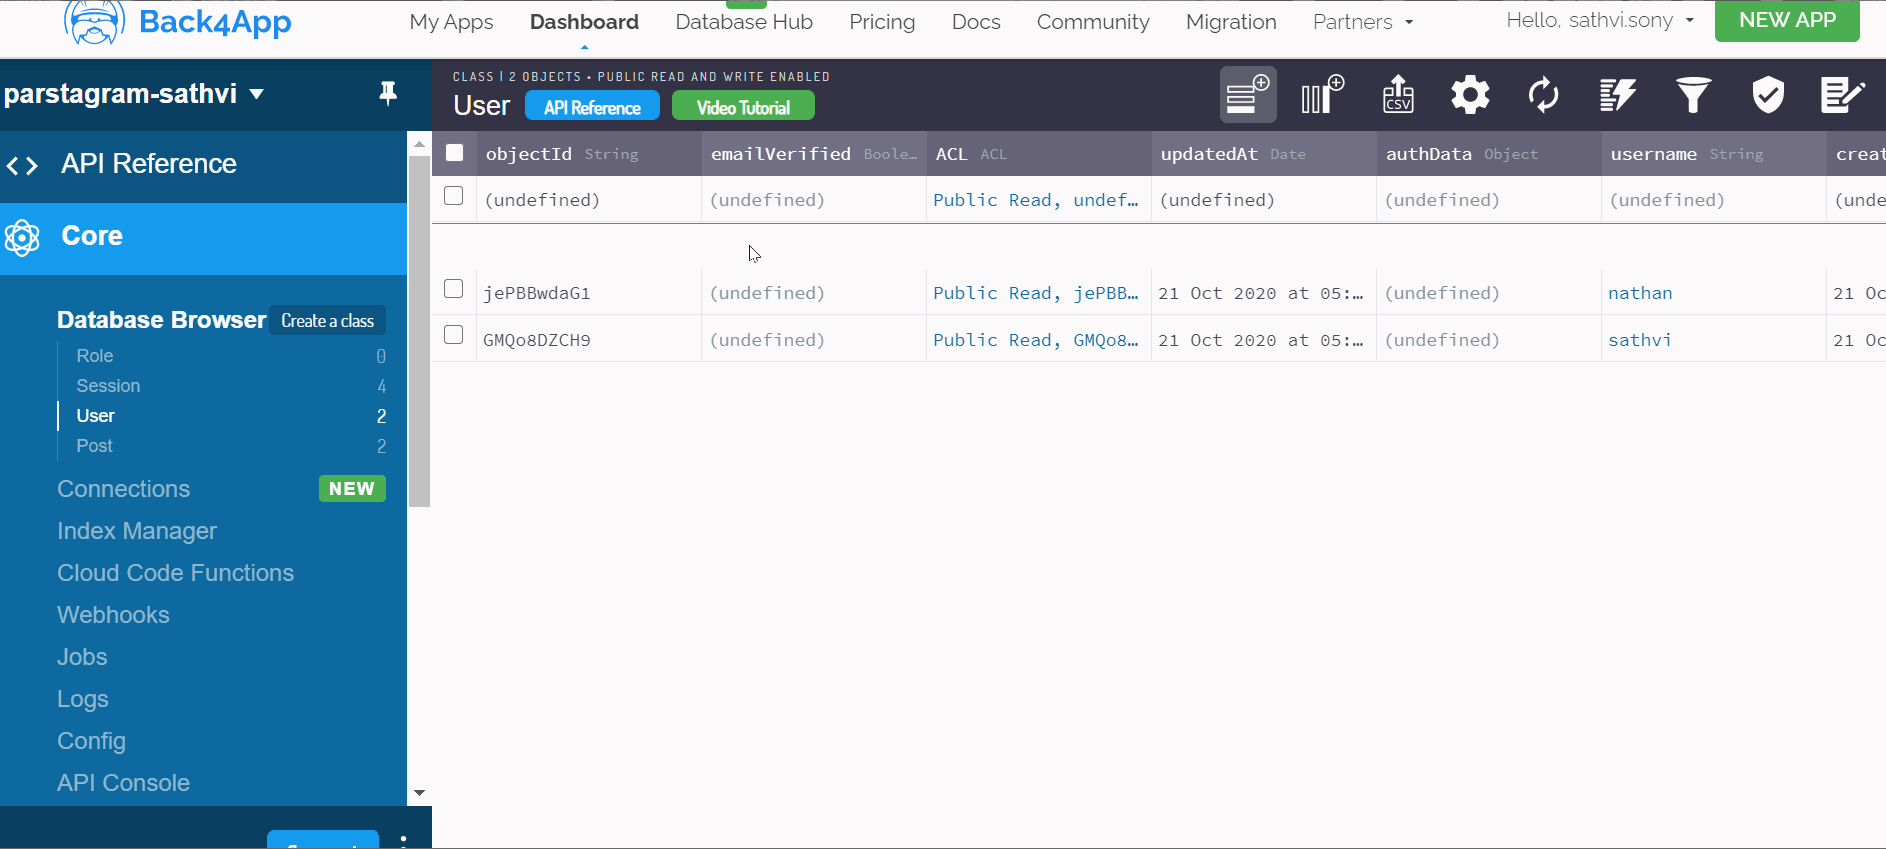 Back4App
My Apps Dashboard Database Hub Pricing Docs Community Migration Partners Hello, sathvi.sony NEW APP
parstagram-sathvi
API Reference
Core
Database Browser Create a class
Role 0
Session 4
User 2
Post 2
Connections NEW
Index Manager
Cloud Code Functions
Webhooks
Jobs
Logs
Config
API Console
CLASS | 2 OBJECTS • PUBLIC READ AND WRITE ENABLED
User API Reference Video Tutorial
CSV
objectId String emailVerified Boole… ACL ACL updatedAt Date authData Object username String creat
(undefined) (undefined) Public Read, undef… (undefined) (undefined) (undefined) (unde
jePBBwdaG1 (undefined) Public Read, jePBB… 21 Oct 2020 at 05:… (undefined) nathan 21 Oc
GMQo8DZCH9 (undefined) Public Read, GMQo8… 21 Oct 2020 at 05:… (undefined) sathvi 21 Oc